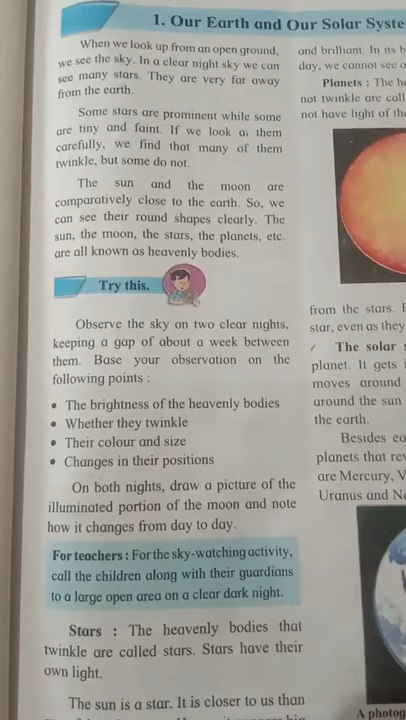 1. Our Earth and Our Solar Syste
When we look up from an open ground,
we see the sky. In a clear night sky we can
see many stars. They are very far away
from the earth.
Some stars are prominent while some
are tiny and faint. If we look at them
carefully, we find that many of them
twinkle, but some do not.
The sun and the moon are
comparatively close to the earth. So, we
can see their round shapes clearly. The
sun, the moon, the stars, the planets, etc.
are all known as heavenly bodies.
Try this.
Observe the sky on two clear nights,
keeping a gap of about a week between
them. Base your observation on the
following points :
• The brightness of the heavenly bodies
• Whether they twinkle
• Their colour and size
• Changes in their positions
On both nights, draw a picture of the
illuminated portion of the moon and note
how it changes from day to day.
For teachers : For the sky-watching activity,
call the children along with their guardians
to a large open area on a clear dark night.
Stars : The heavenly bodies that
twinkle are called stars. Stars have their
own light.
The sun is a star. It is closer to us than
and brilliant. In its b
day, we cannot see o
Planets : The he
not twinkle are call
not have light of the
from the stars.
star, even as they
The solar s
planet. It gets i
moves around
around the sun
the earth.
Besides ea
planets that rev
are Mercury, V
Uranus and Ne
A photog